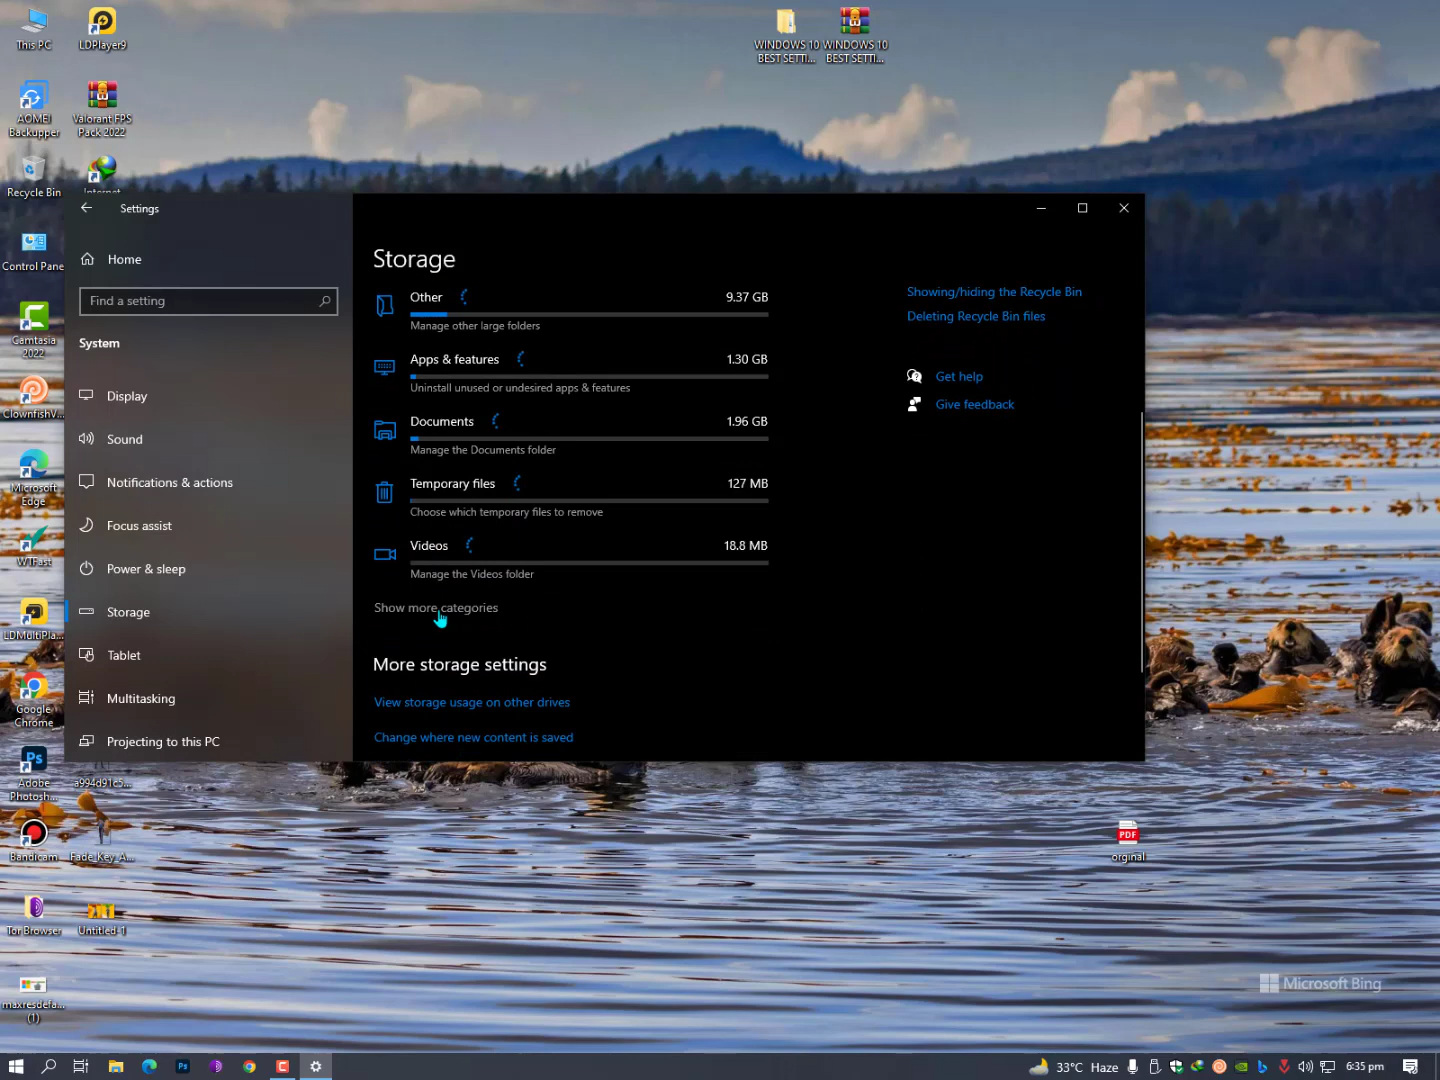 This PC
LDPlayer9
WINDOWS 10
BEST SETTI...
WINDOWS 10
BEST SETTI...
AOMEI
Backupper
Valorant FPS
Pack 2022
Recycle Bin
Internet
Control Pane
Camtasia
2022
ClownfishV...
Microsoft
Edge
WTFast
LDMultiPla...
Google
Chrome
Adobe
Photosh...
a994d91c5...
Bandicam
Fade_Key_A...
Tor Browser
Untitled-1
maxresdefa...
(1)
Settings
Home
Find a setting
System
Display
Sound
Notifications & actions
Focus assist
Power & sleep
Storage
Tablet
Multitasking
Projecting to this PC
Storage
Other 9.37 GB
Manage other large folders
Apps & features 1.30 GB
Uninstall unused or undesired apps & features
Documents 1.96 GB
Manage the Documents folder
Temporary files 127 MB
Choose which temporary files to remove
Videos 18.8 MB
Manage the Videos folder
Show more categories
More storage settings
View storage usage on other drives
Change where new content is saved
Showing/hiding the Recycle Bin
Deleting Recycle Bin files
Get help
Give feedback
PDF
orginal
Microsoft Bing
33°C Haze
6:35 pm